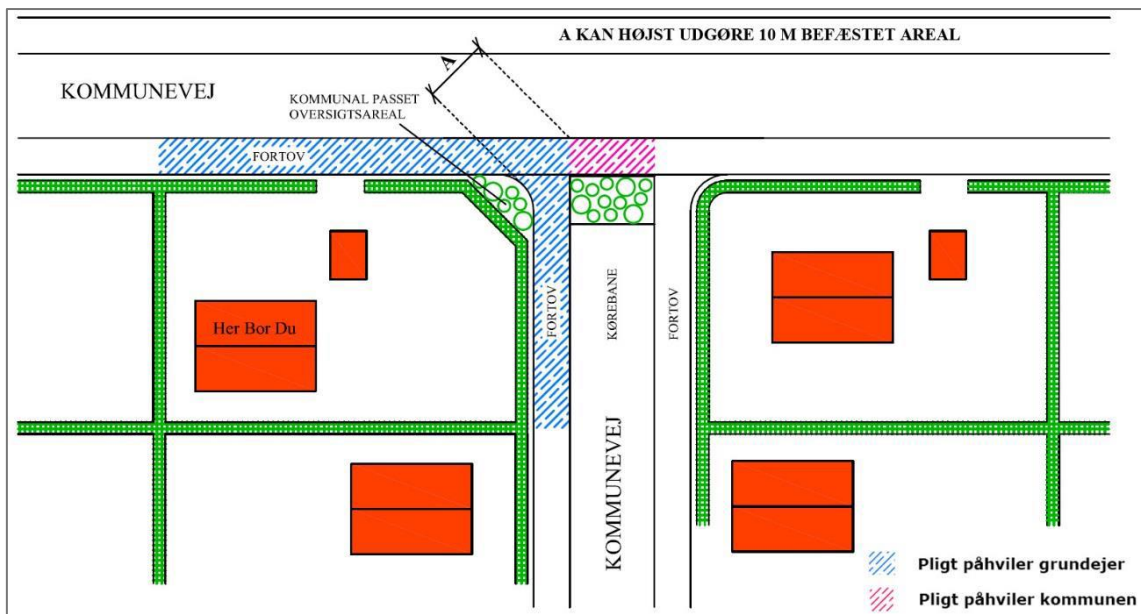 A KAN HØJST UDGØRE 10 M BEFÆSTET AREAL
A
KOMMUNEVEJ
KOMMUNAL PASSET
OVERSIGTSAREAL
FORTOV
Her Bor Du
FORTOV
KØREBANE
FORTOV
KOMMUNEVEJ
Pligt påhviler grundejer
Pligt påhviler kommunen